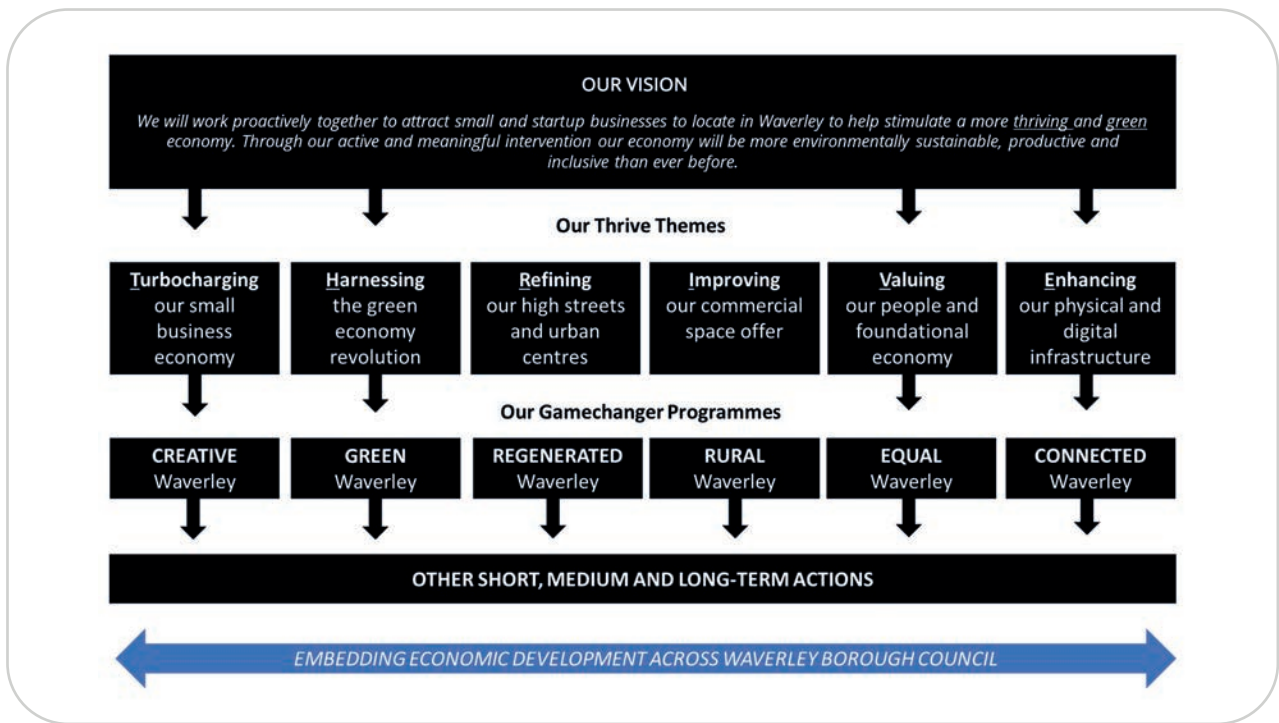 OUR VISION
We will work proactively together to attract small and startup businesses to locate in Waverley to help stimulate a more thriving and green
economy. Through our active and meaningful intervention our economy will be more environmentally sustainable, productive and
inclusive than ever before.
Our Thrive Themes
Turbocharging
our small
business
economy
Harnessing
the green
economy
revolution
Refining
our high streets
and urban
centres
Improving
our commercial
space offer
Valuing
our people and
foundational
economy
Enhancing
our physical and
digital
infrastructure
Our Gamechanger Programmes
CREATIVE
Waverley
GREEN
Waverley
REGENERATED
Waverley
RURAL
Waverley
EQUAL
Waverley
CONNECTED
Waverley
OTHER SHORT, MEDIUM AND LONG-TERM ACTIONS
EMBEDDING ECONOMIC DEVELOPMENT ACROSS WAVERLEY BOROUGH COUNCIL